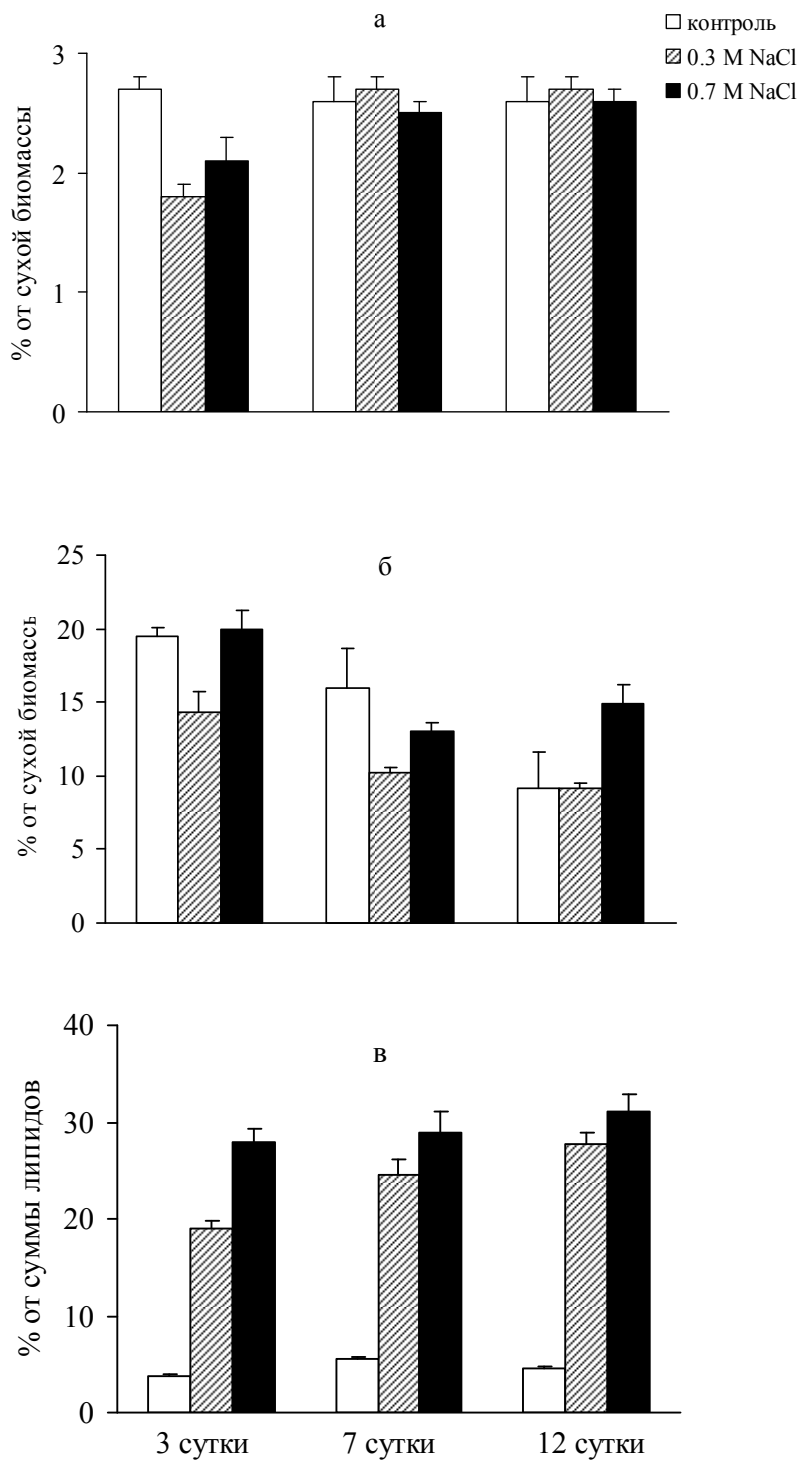 а
контроль
0.3 M NaCl
0.7 M NaCl
3
2
1
0
% от сухой биомассы
б
25
20
15
10
5
0
% от сухой биомассь
в
40
30
20
10
0
% от суммы липидов
3 сутки
7 сутки
12 сутки